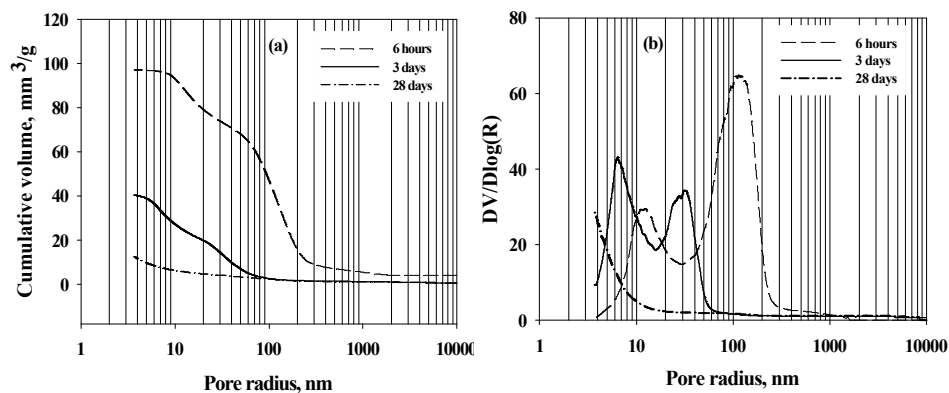 120
100
80
60
40
20
0
Cumulative volume, mm³/g
(a)
6 hours
3 days
28 days
1
10
100
1000
10000
Pore radius, nm
80
60
40
20
0
DV/Dlog(R)
(b)
6 hours
3 days
28 days
1
10
100
1000
10000
Pore radius, nm